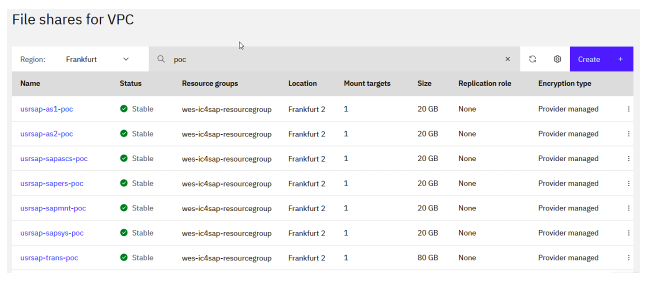 File shares for VPC
Region: Frankfurt poc Create +
Name Status Resource groups Location Mount targets Size Replication role Encryption type
usrsap-as1-poc Stable wes-ic4sap-resourcegroup Frankfurt 2 1 20 GB None Provider managed
usrsap-as2-poc Stable wes-ic4sap-resourcegroup Frankfurt 2 1 20 GB None Provider managed
usrsap-sapascs-poc Stable wes-ic4sap-resourcegroup Frankfurt 2 1 20 GB None Provider managed
usrsap-sapers-poc Stable wes-ic4sap-resourcegroup Frankfurt 2 1 20 GB None Provider managed
usrsap-sapmnt-poc Stable wes-ic4sap-resourcegroup Frankfurt 2 1 20 GB None Provider managed
usrsap-sapsys-poc Stable wes-ic4sap-resourcegroup Frankfurt 2 1 20 GB None Provider managed
usrsap-trans-poc Stable wes-ic4sap-resourcegroup Frankfurt 2 1 80 GB None Provider managed